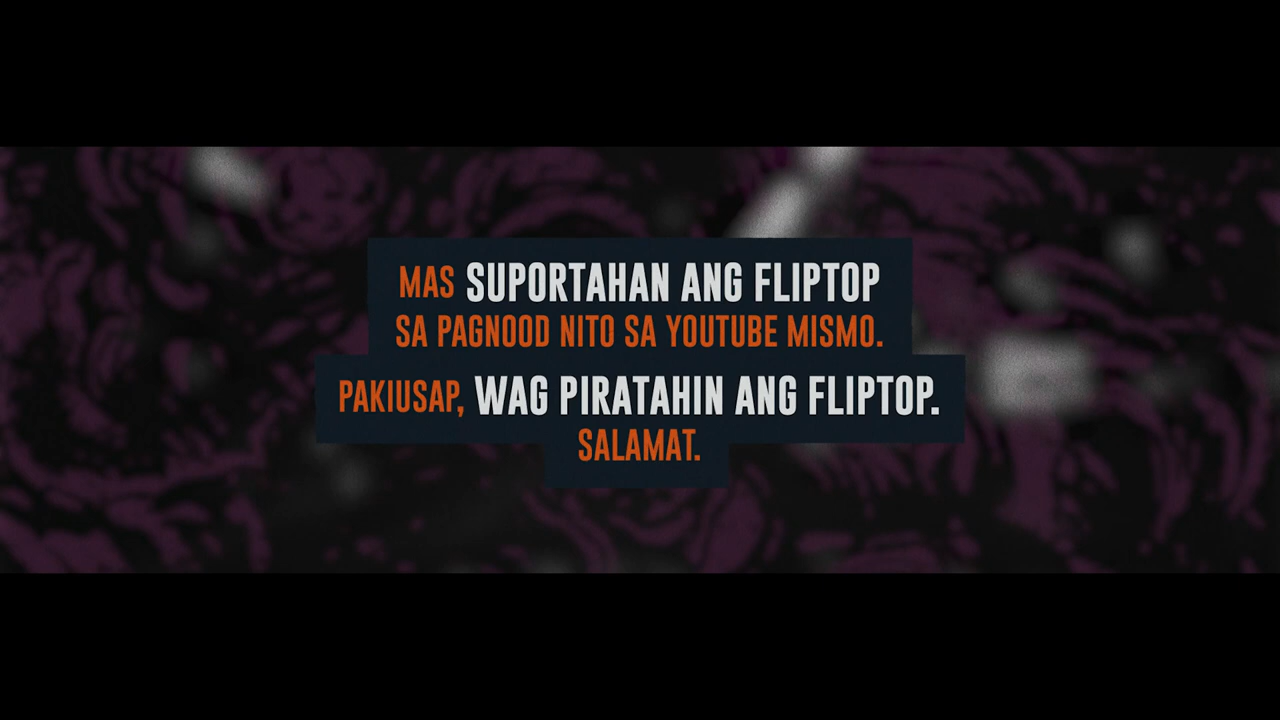 MAS SUPORTAHAN ANG FLIPTOP
SA PAGNOOD NITO SA YOUTUBE MISMO.
PAKIUSAP, WAG PIRATAHIN ANG FLIPTOP.
SALAMAT.